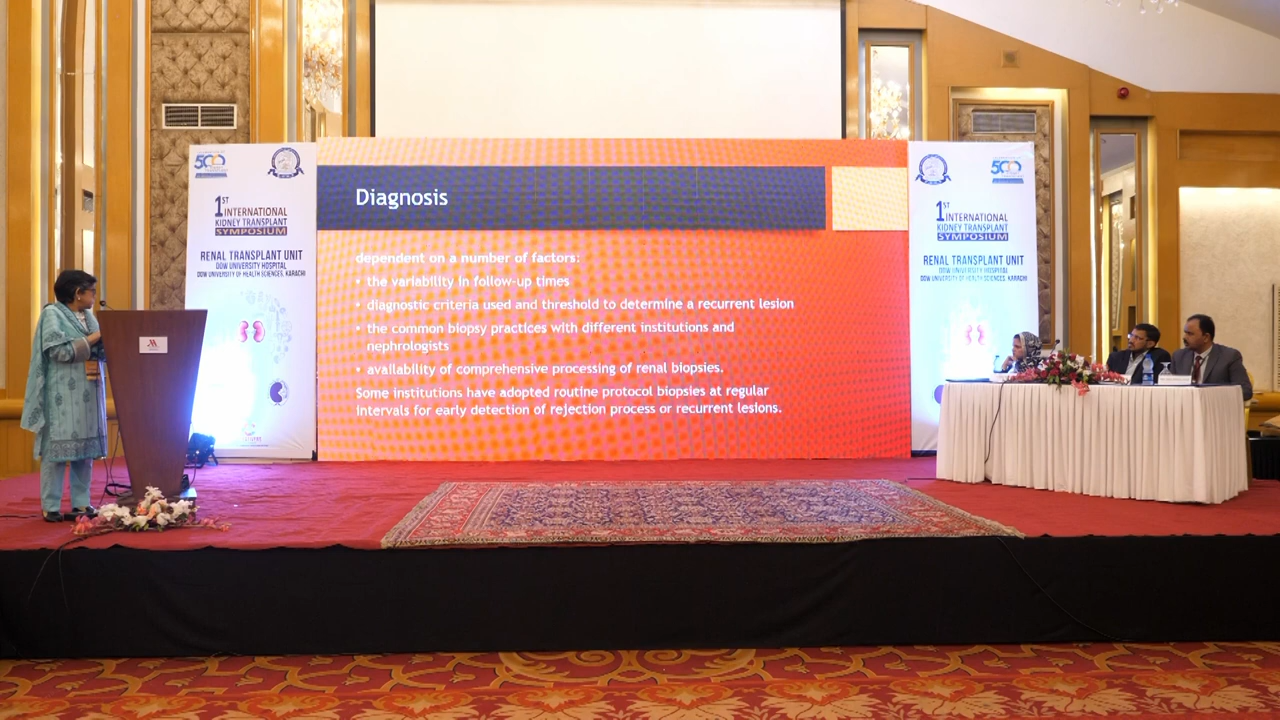 500
1ST
INTERNATIONAL
KIDNEY TRANSPLANT
SYMPOSIUM
RENAL TRANSPLANT UNIT
DOW UNIVERSITY HOSPITAL
DOW UNIVERSITY OF HEALTH SCIENCES, KARACHI
Diagnosis
dependent on a number of factors:
• the variability in follow-up times
• diagnostic criteria used and threshold to determine a recurrent lesion
• the common biopsy practices with different institutions and
nephrologists
• availability of comprehensive processing of renal biopsies.
Some institutions have adopted routine protocol biopsies at regular
intervals for early detection of rejection process or recurrent lesions.
500
1ST
INTERNATIONAL
KIDNEY TRANSPLANT
SYMPOSIUM
RENAL TRANSPLANT UNIT
DOW UNIVERSITY HOSPITAL
DOW UNIVERSITY OF HEALTH SCIENCES, KARACHI